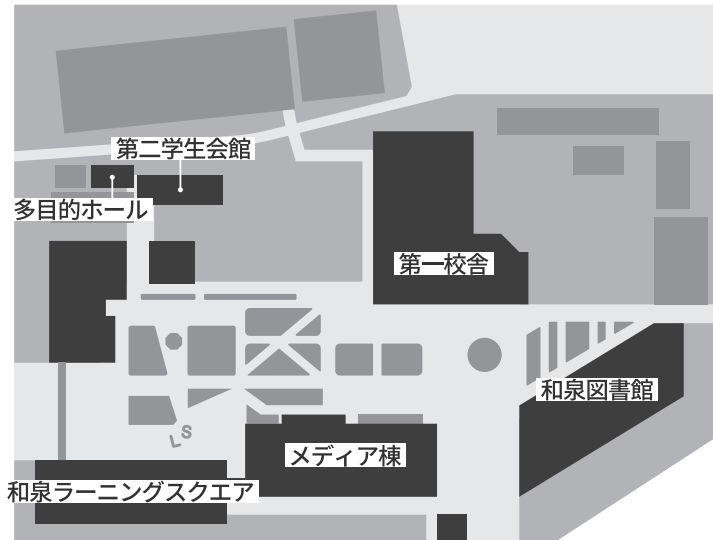 第二学生会館
多目的ホール
第一校舎
和泉図書館
LS
メディア棟
和泉ラーニングスクエア